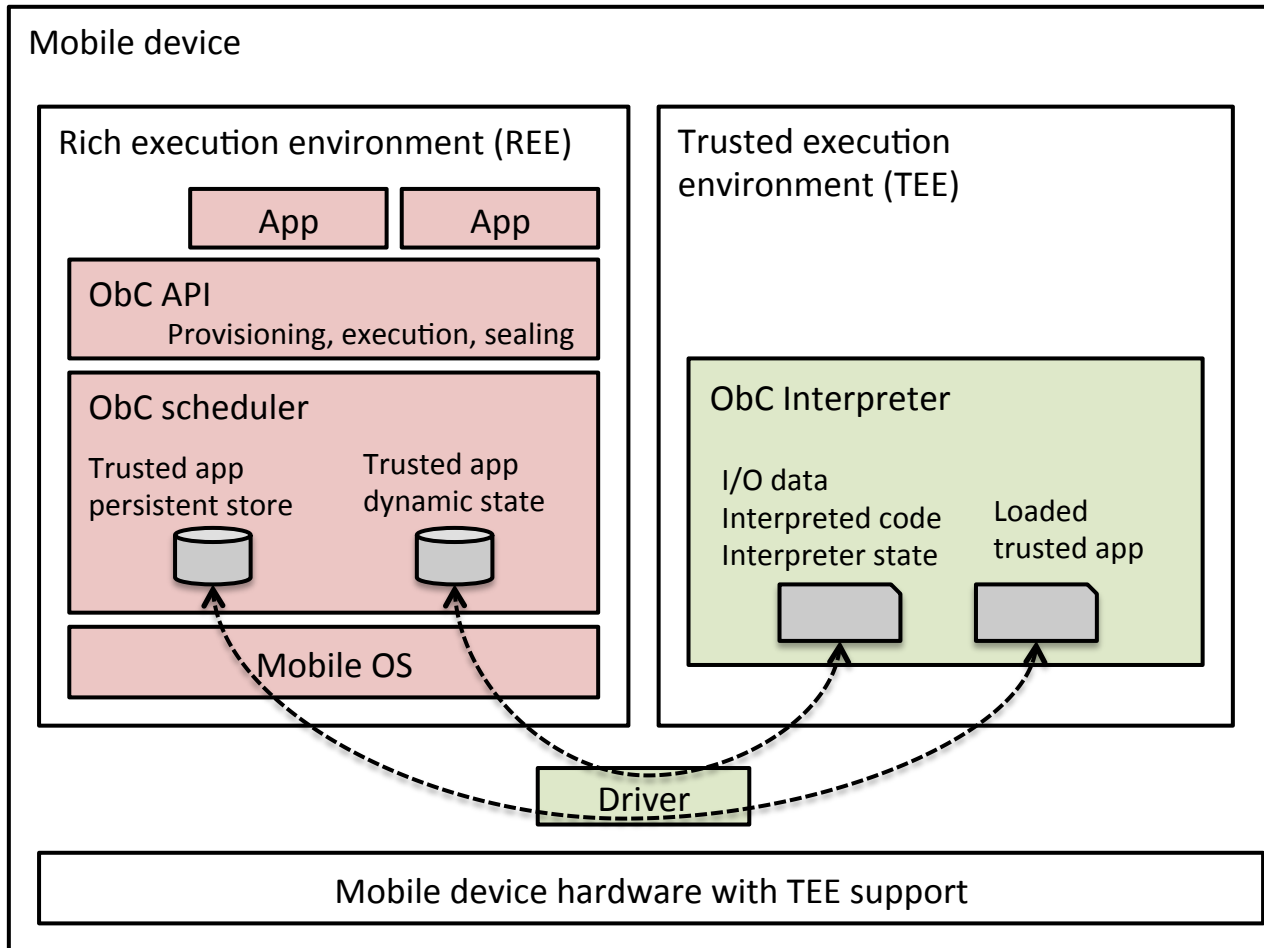 Mobile device
Rich execution environment (REE)
App
App
ObC API
Provisioning, execution, sealing
ObC scheduler
Trusted app
persistent store
Trusted app
dynamic state
Mobile OS
Trusted execution
environment (TEE)
ObC Interpreter
I/O data
Interpreted code
Interpreter state
Loaded
trusted app
Driver
Mobile device hardware with TEE support